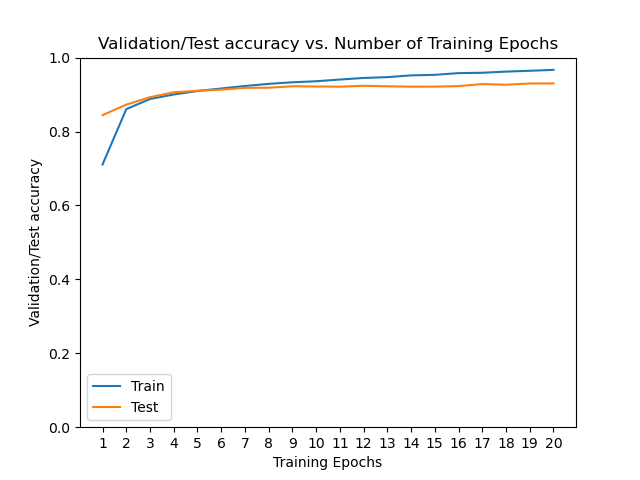 Validation/Test accuracy vs. Number of Training Epochs
1.0
0.8
0.6
0.4
0.2
0.0
Validation/Test accuracy
Train
Test
1 2 3 4 5 6 7 8 9 10 11 12 13 14 15 16 17 18 19 20
Training Epochs